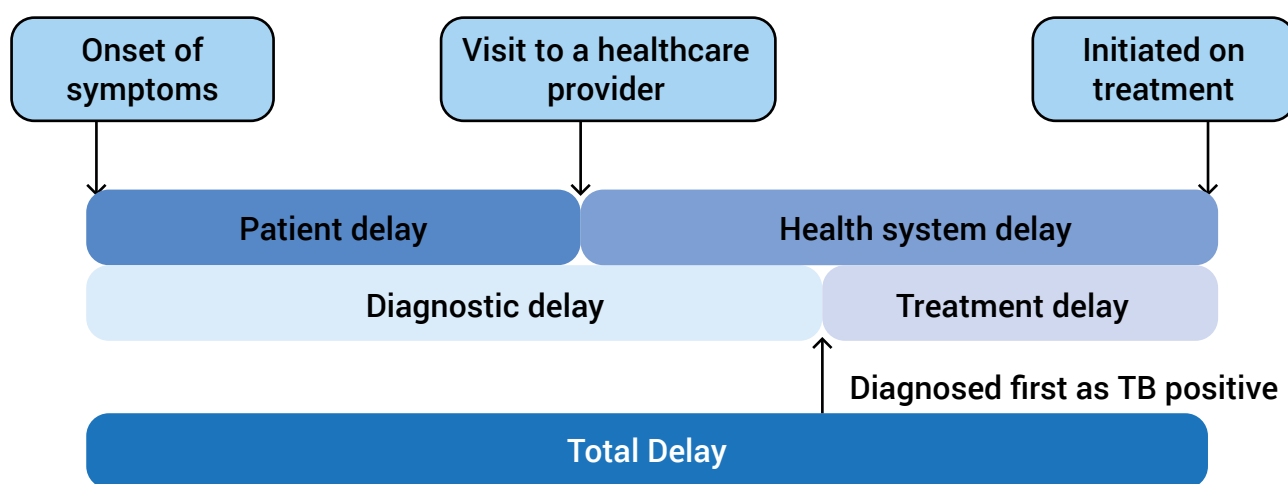 Onset of
symptoms
Visit to a healthcare
provider
Initiated on
treatment
Patient delay
Health system delay
Diagnostic delay
Treatment delay
Diagnosed first as TB positive
Total Delay